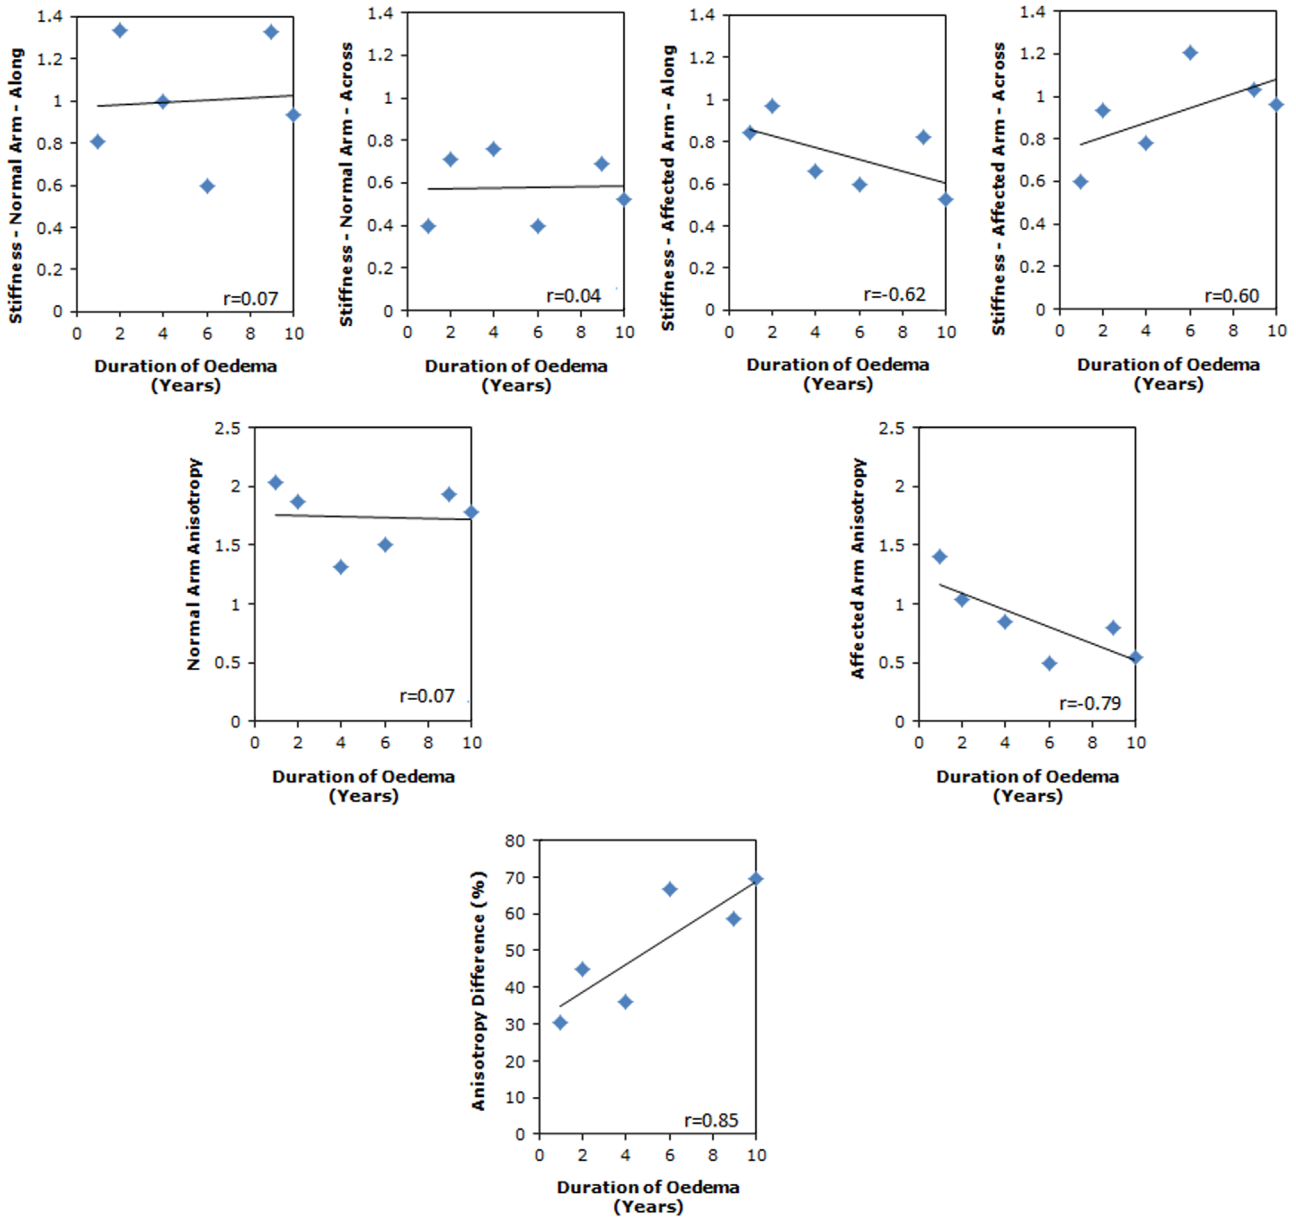 Stiffness - Normal Arm - Along
1.4
1.2
1
0.8
0.6
0.4
0.2
0
0 2 4 6 8 10
r=0.07
Duration of Oedema
(Years)
Stiffness - Normal Arm - Across
1.4
1.2
1
0.8
0.6
0.4
0.2
0
0 2 4 6 8 10
r=0.04
Duration of Oedema
(Years)
Stiffness - Affected Arm - Along
1.4
1.2
1
0.8
0.6
0.4
0.2
0
0 2 4 6 8 10
r=-0.62
Duration of Oedema
(Years)
Stiffness - Affected Arm - Across
1.4
1.2
1
0.8
0.6
0.4
0.2
0
0 2 4 6 8 10
r=0.60
Duration of Oedema
(Years)
Normal Arm Anisotropy
2.5
2
1.5
1
0.5
0
0 2 4 6 8 10
r=0.07
Duration of Oedema
(Years)
Affected Arm Anisotropy
2.5
2
1.5
1
0.5
0
0 2 4 6 8 10
r=-0.79
Duration of Oedema
(Years)
Anisotropy Difference (%)
80
70
60
50
40
30
20
10
0
0 2 4 6 8 10
r=0.85
Duration of Oedema
(Years)